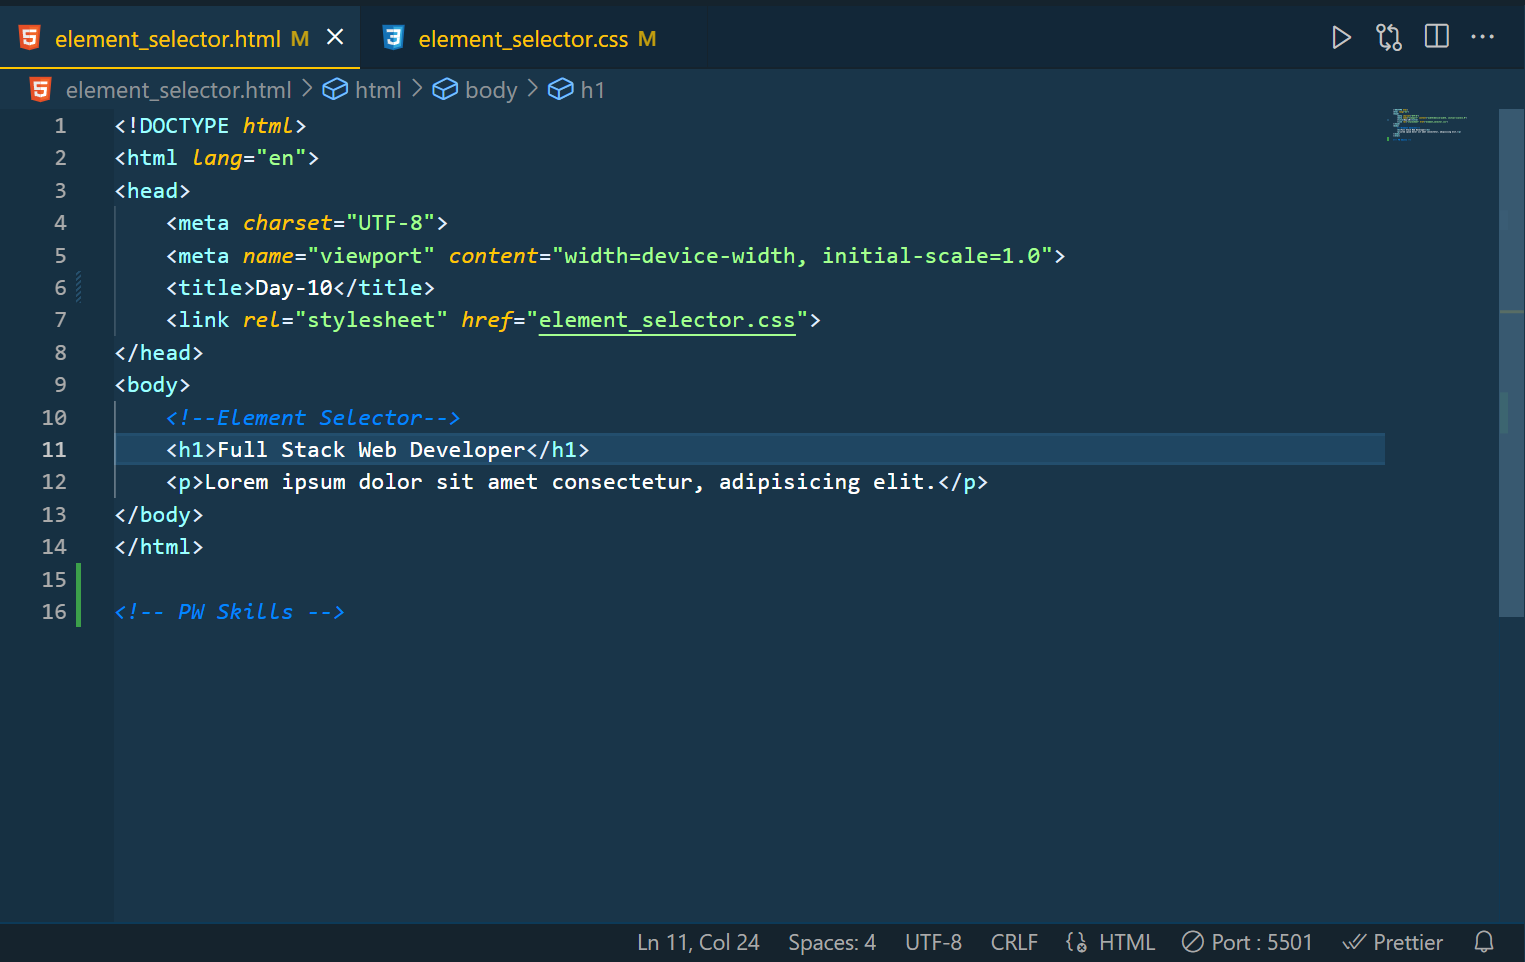 element_selector.html M
element_selector.css M
element_selector.html > html > body > h1
1 <!DOCTYPE html>
2 <html lang="en">
3 <head>
4     <meta charset="UTF-8">
5     <meta name="viewport" content="width=device-width, initial-scale=1.0">
6     <title>Day-10</title>
7     <link rel="stylesheet" href="element_selector.css">
8 </head>
9 <body>
10     <!--Element Selector-->
11     <h1>Full Stack Web Developer</h1>
12     <p>Lorem ipsum dolor sit amet consectetur, adipisicing elit.</p>
13 </body>
14 </html>
15
16 <!-- PW Skills -->
Ln 11, Col 24 Spaces: 4 UTF-8 CRLF HTML Port : 5501 Prettier